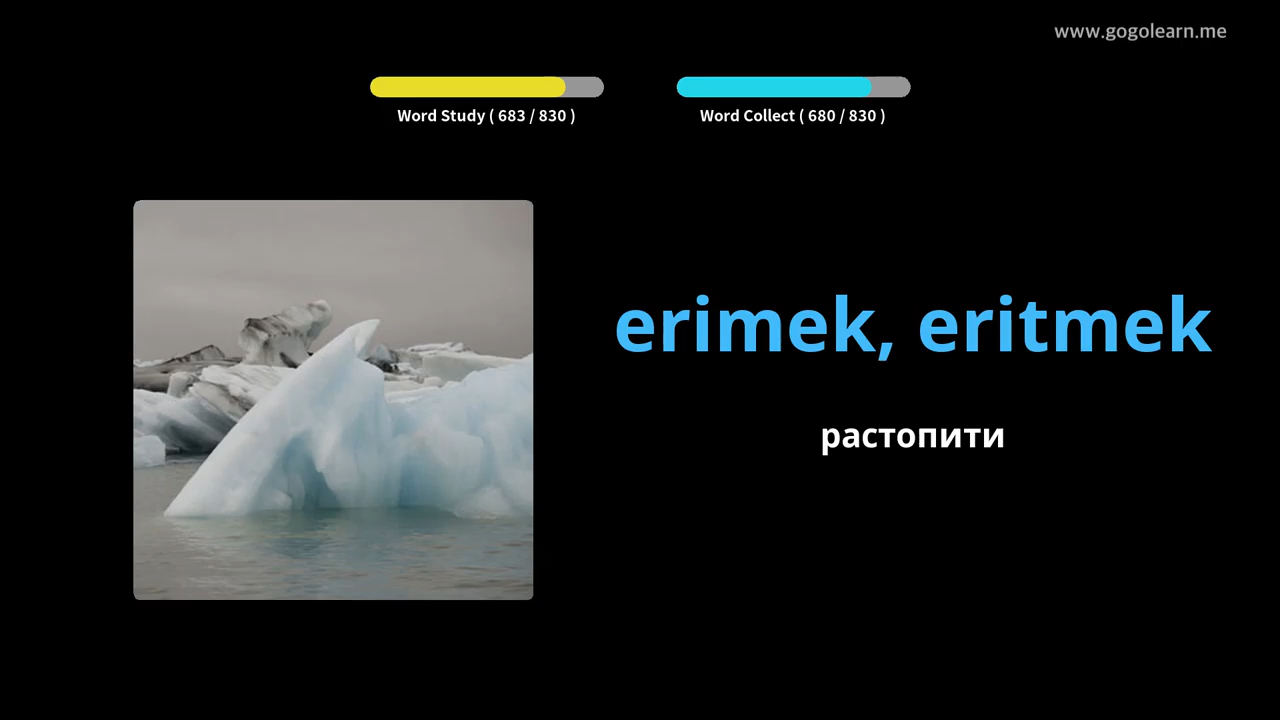 www.gogolearn.me
Word Study ( 683 / 830 )
Word Collect ( 680 / 830 )
erimek, eritmek
растопити